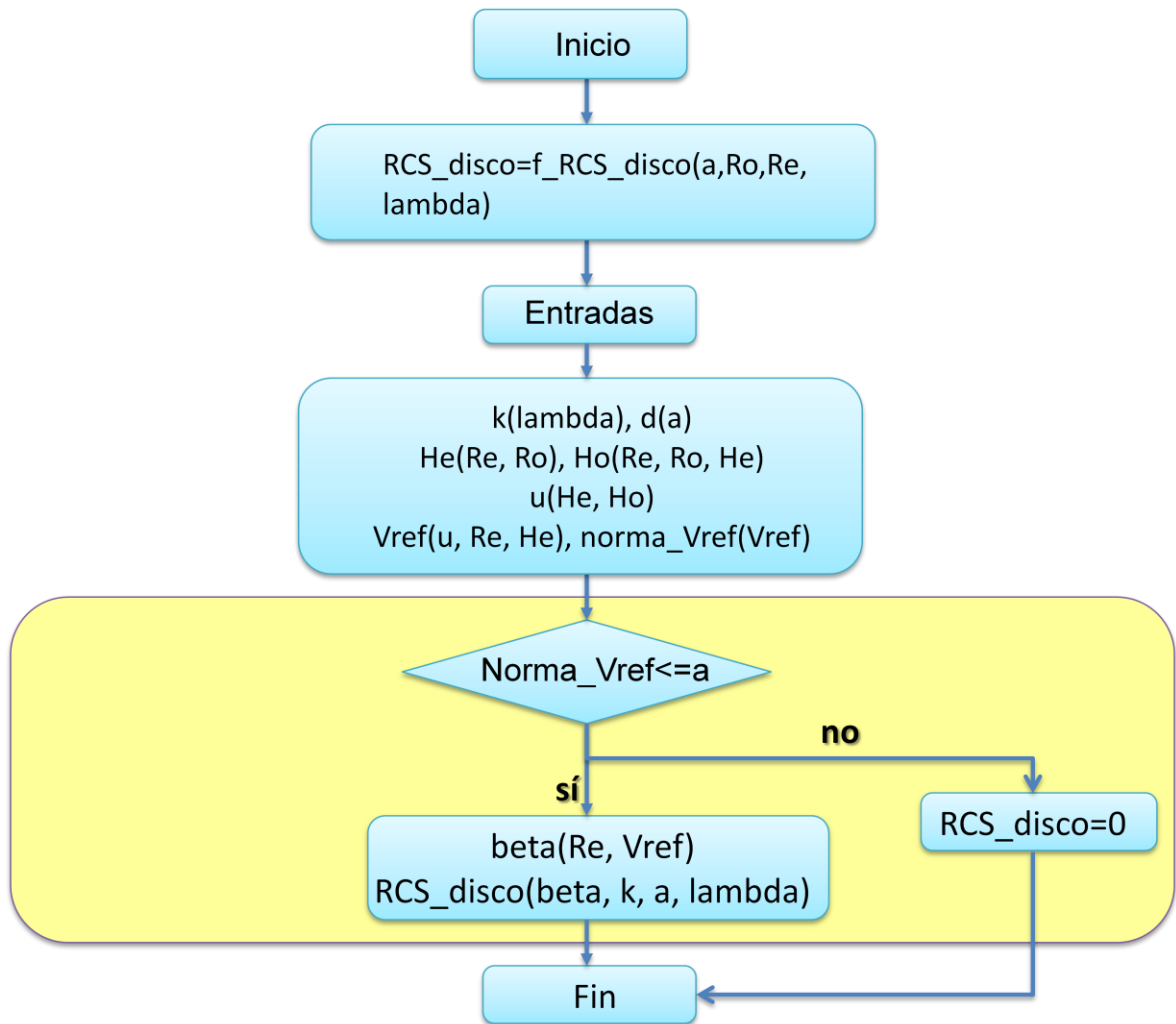 Inicio
RCS_disco=f_RCS_disco(a,Ro,Re,
lambda)
Entradas
k(lambda), d(a)
He(Re, Ro), Ho(Re, Ro, He)
u(He, Ho)
Vref(u, Re, He), norma_Vref(Vref)
Norma_Vref<=a
no
sí
RCS_disco=0
beta(Re, Vref)
RCS_disco(beta, k, a, lambda)
Fin